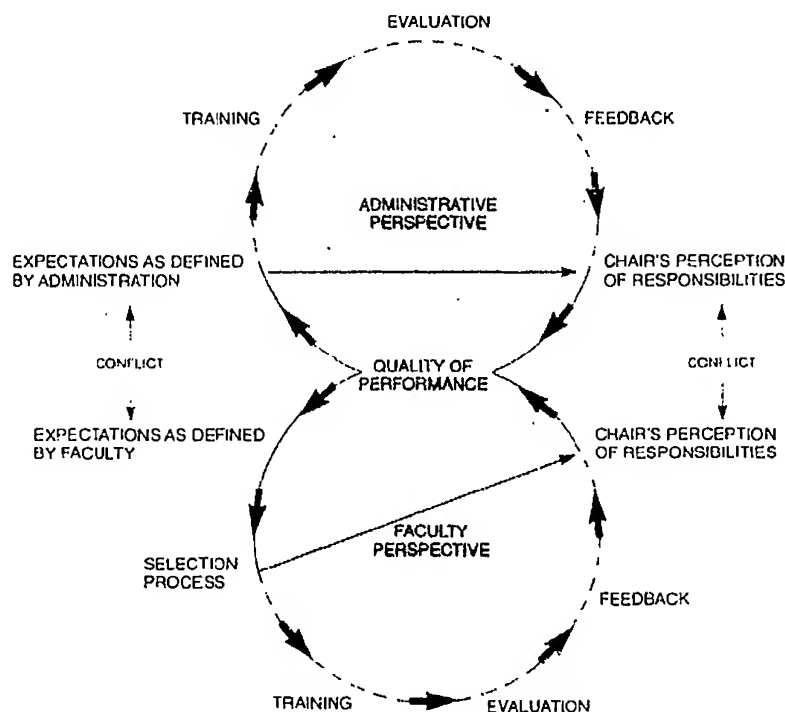 EVALUATION
TRAINING
FEEDBACK
ADMINISTRATIVE
PERSPECTIVE
EXPECTATIONS AS DEFINED
BY ADMINISTRATION
CHAIR'S PERCEPTION
OF RESPONSIBILITIES
CONFLICT
QUALITY OF
PERFORMANCE
CONFLICT
EXPECTATIONS AS DEFINED
BY FACULTY
CHAIR'S PERCEPTION
OF RESPONSIBILITIES
FACULTY
PERSPECTIVE
SELECTION
PROCESS
FEEDBACK
TRAINING
EVALUATION